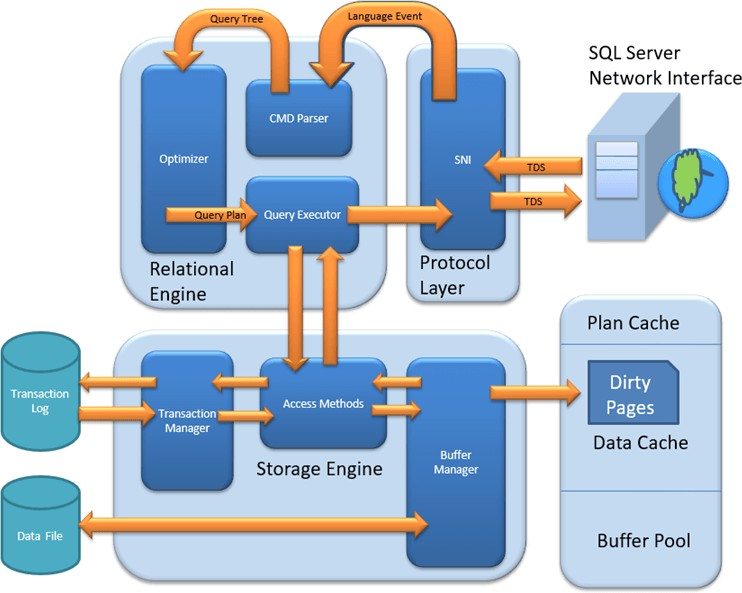 Query Tree
Language Event
SQL Server
Network Interface
CMD Parser
Optimizer
SNI
TDS
TDS
Query Plan
Query Executor
Relational
Engine
Protocol
Layer
Plan Cache
Dirty
Pages
Data Cache
Buffer Pool
Transaction
Log
Transaction
Manager
Access Methods
Storage Engine
Buffer
Manager
Data File